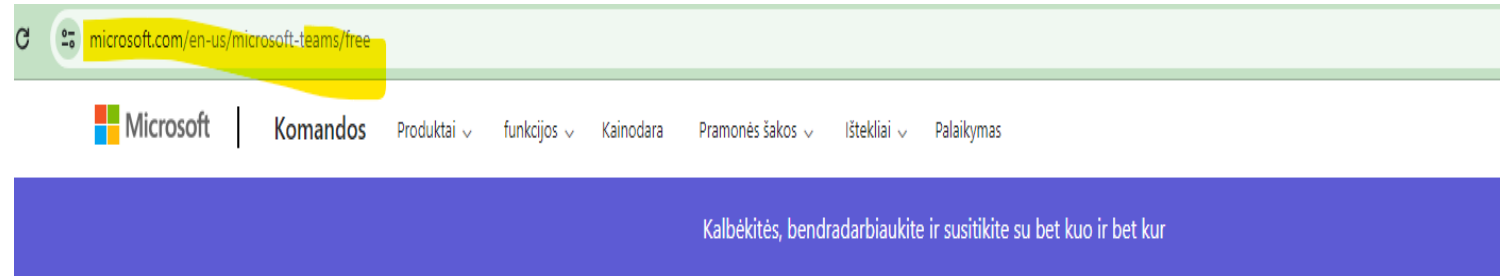 microsoft.com/en-us/microsoft-teams/free
Microsoft Komandos Produktai funkcijos Kainodara Pramonės šakos Ištekliai Palaikymas
Kalbėkitės, bendradarbiaukite ir susitikite su bet kuo ir bet kur